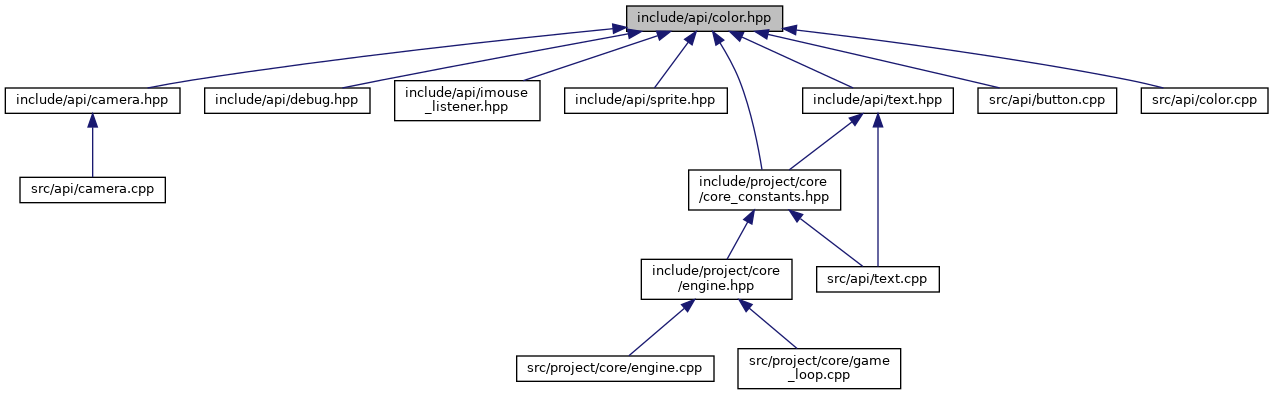 include/api/color.hpp
include/api/camera.hpp
include/api/debug.hpp
include/api/imouse
_listener.hpp
include/api/sprite.hpp
include/api/text.hpp
src/api/button.cpp
src/api/color.cpp
src/api/camera.cpp
include/project/core
/core_constants.hpp
include/project/core
/engine.hpp
src/api/text.cpp
src/project/core/engine.cpp
src/project/core/game
_loop.cpp